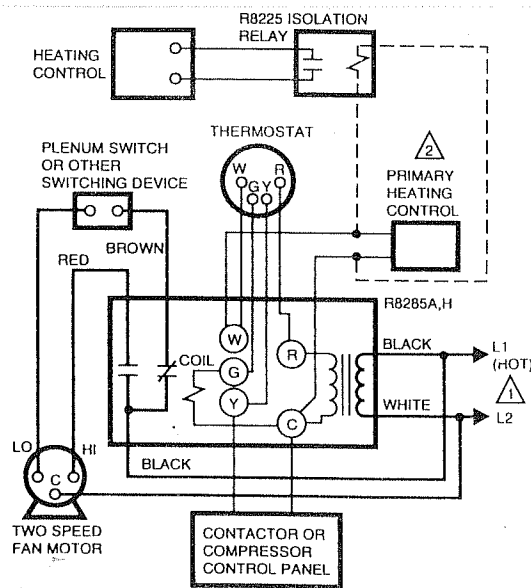 R8225 ISOLATION
RELAY
HEATING
CONTROL
THERMOSTAT
PLENUM SWITCH
OR OTHER
SWITCHING DEVICE
W
R
G
Y
2
PRIMARY
HEATING
CONTROL
BROWN
RED
R8285A,H
W
R
BLACK
L1
(HOT)
COIL
G
1
Y
WHITE
L2
C
LO
HI
BLACK
C
TWO SPEED
FAN MOTOR
CONTACTOR OR
COMPRESSOR
CONTROL PANEL